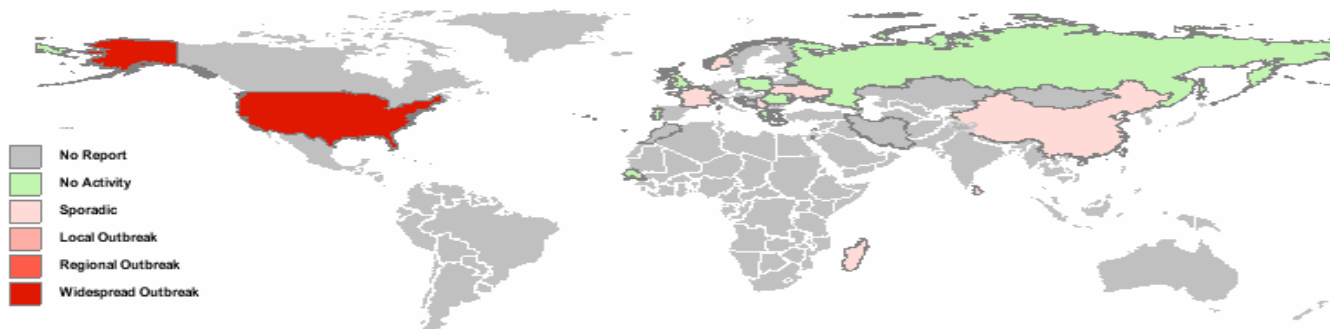 No Report
No Activity
Sporadic
Local Outbreak
Regional Outbreak
Widespread Outbreak